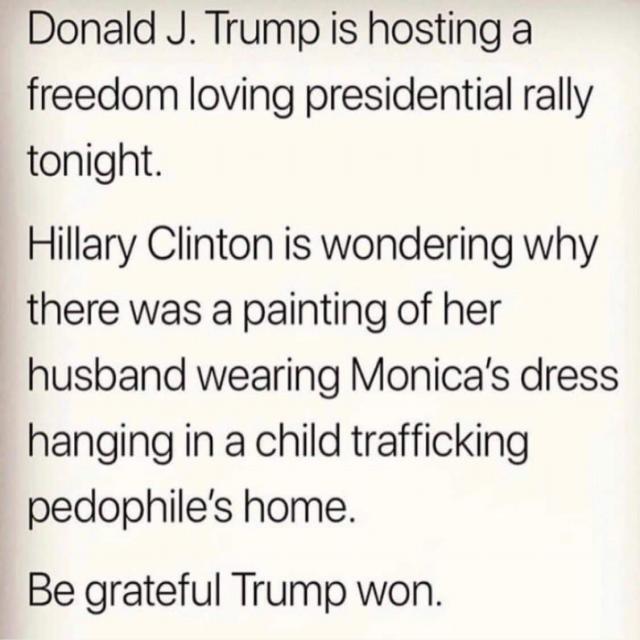 Donald J. Trump is hosting a
freedom loving presidential rally
tonight.
Hillary Clinton is wondering why
there was a painting of her
husband wearing Monica's dress
hanging in a child trafficking
pedophile's home.
Be grateful Trump won.